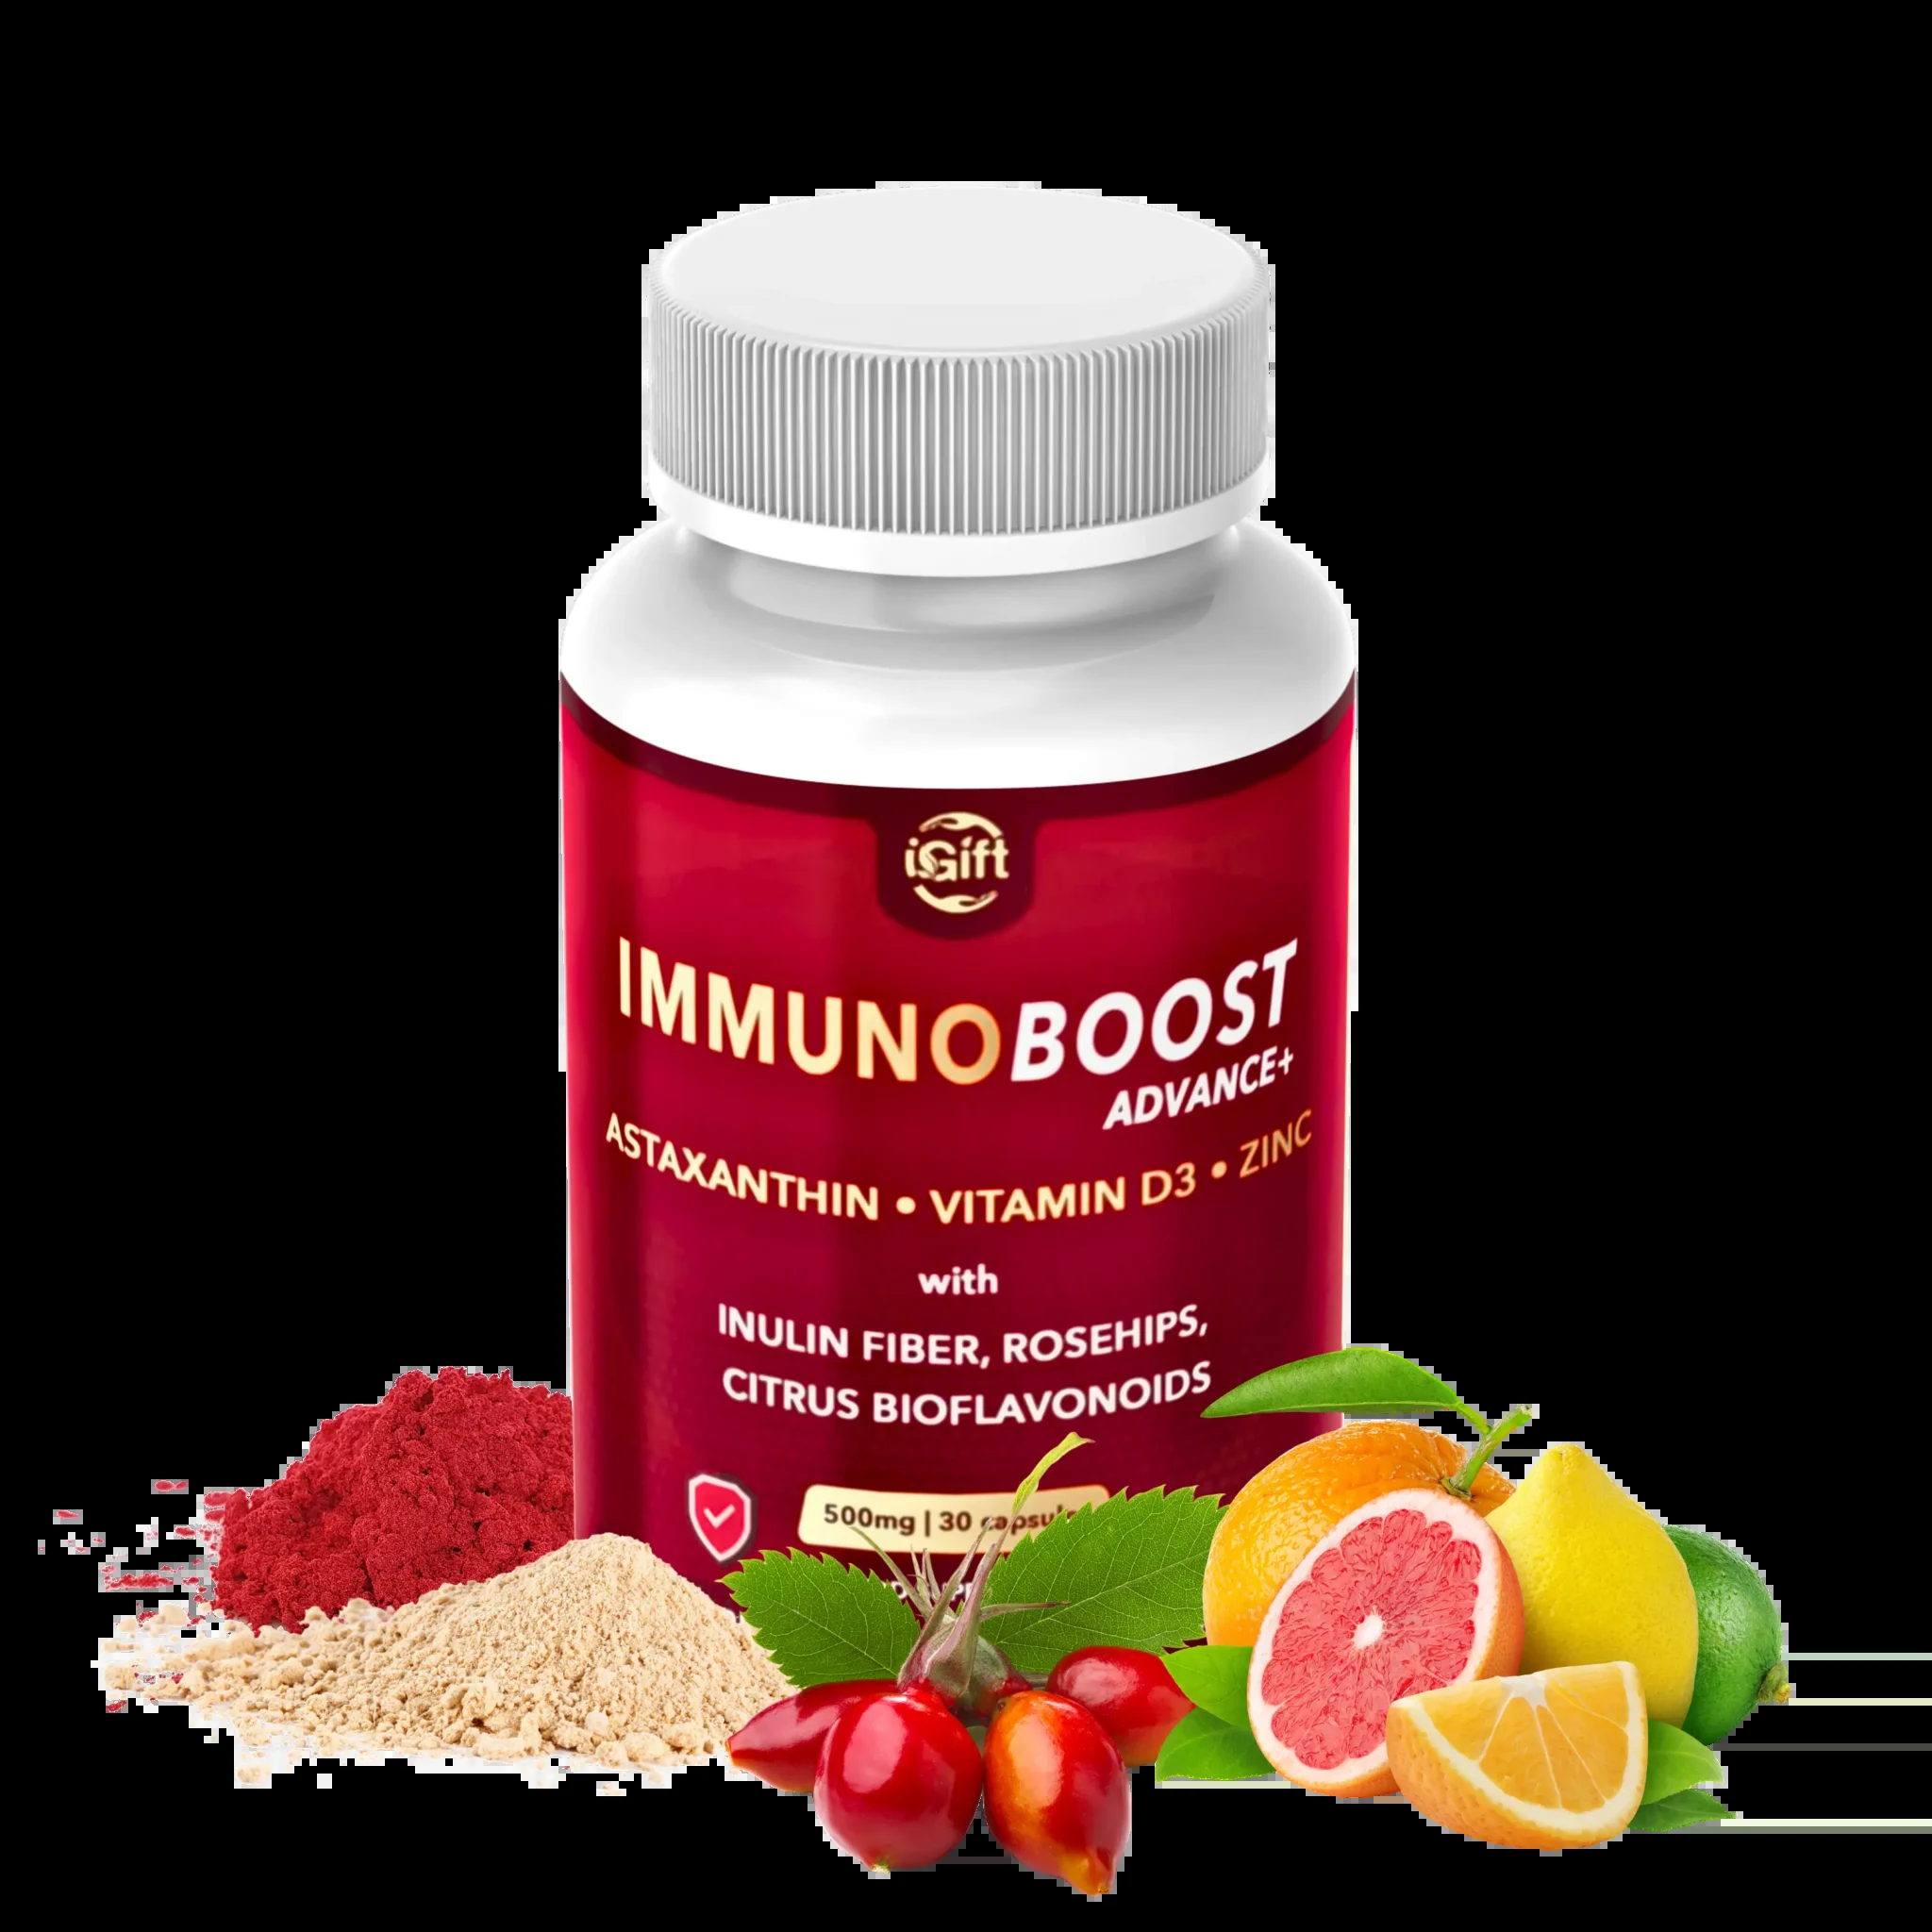 iGift
IMMUNOBOOST
ADVANCE+
ASTAXANTHIN • VITAMIN D3 • ZINC
with
INULIN FIBER, ROSEHIPS,
CITRUS BIOFLAVONOIDS
500mg | 30